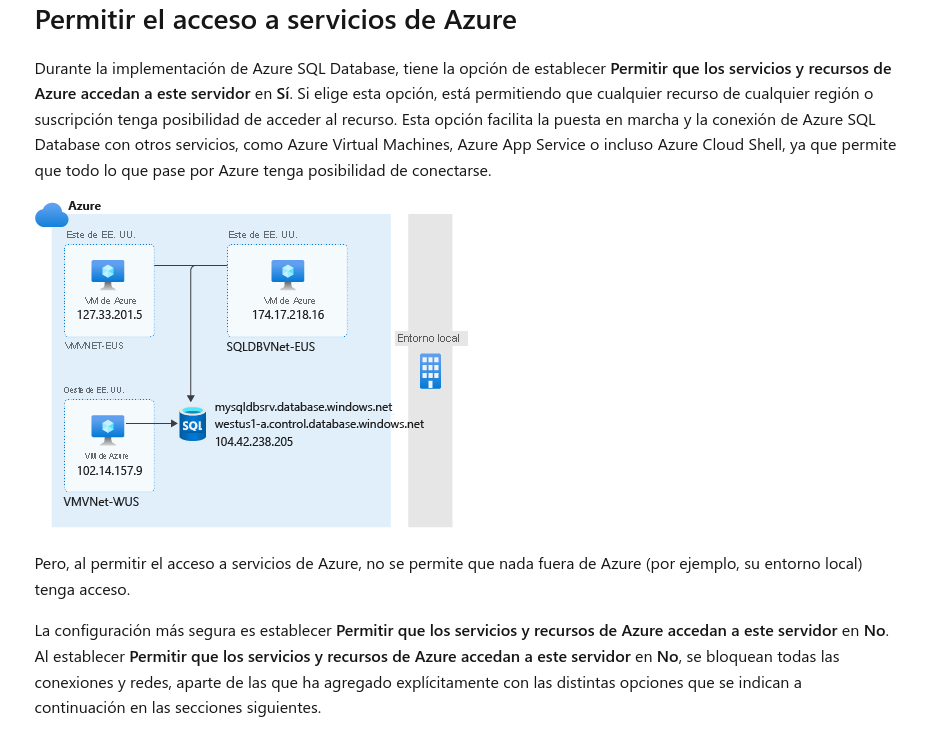 Permitir el acceso a servicios de Azure
Durante la implementación de Azure SQL Database, tiene la opción de establecer Permitir que los servicios y recursos de
Azure accedan a este servidor en Sí. Si elige esta opción, está permitiendo que cualquier recurso de cualquier región o
suscripción tenga posibilidad de acceder al recurso. Esta opción facilita la puesta en marcha y la conexión de Azure SQL
Database con otros servicios, como Azure Virtual Machines, Azure App Service o incluso Azure Cloud Shell, ya que permite
que todo lo que pase por Azure tenga posibilidad de conectarse.
Azure
Este de EE. UU.
VM de Azure
127.33.201.5
VMVNET-EUS
Este de EE. UU.
VM de Azure
174.17.218.16
SQLDBVNet-EUS
Entorno local
Oeste de EE. UU.
VM de Azure
102.14.157.9
VMVNet-WUS
SQL
mysqldbsrv.database.windows.net
westus1-a.control.database.windows.net
104.42.238.205
Pero, al permitir el acceso a servicios de Azure, no se permite que nada fuera de Azure (por ejemplo, su entorno local)
tenga acceso.
La configuración más segura es establecer Permitir que los servicios y recursos de Azure accedan a este servidor en No.
Al establecer Permitir que los servicios y recursos de Azure accedan a este servidor en No, se bloquean todas las
conexiones y redes, aparte de las que ha agregado explícitamente con las distintas opciones que se indican a
continuación en las secciones siguientes.